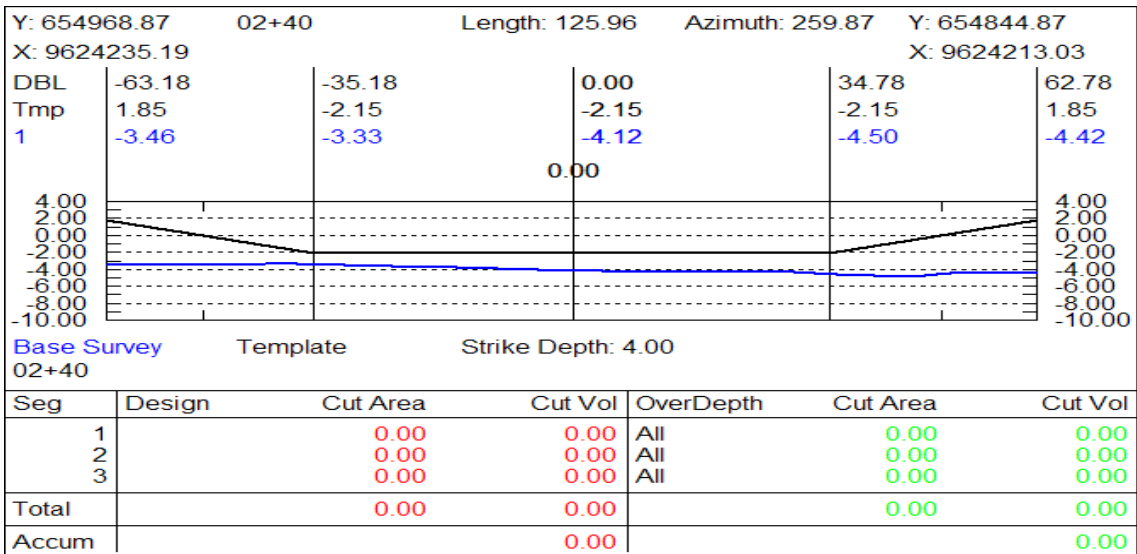 Y: 654968.87 02+40 Length: 125.96 Azimuth: 259.87 Y: 654844.87
X: 9624235.19 X: 9624213.03
DBL -63.18 -35.18 0.00 34.78 62.78
Tmp 1.85 -2.15 -2.15 -2.15 1.85
1 -3.46 -3.33 -4.12 -4.50 -4.42
0.00
4.00 4.00
2.00 2.00
0.00 0.00
-2.00 -2.00
-4.00 -4.00
-6.00 -6.00
-8.00 -8.00
-10.00 -10.00
Base Survey Template Strike Depth: 4.00
02+40
Seg Design Cut Area Cut Vol OverDepth Cut Area Cut Vol
1 0.00 0.00 All 0.00 0.00
2 0.00 0.00 All 0.00 0.00
3 0.00 0.00 All 0.00 0.00
Total 0.00 0.00 0.00 0.00
Accum 0.00 0.00